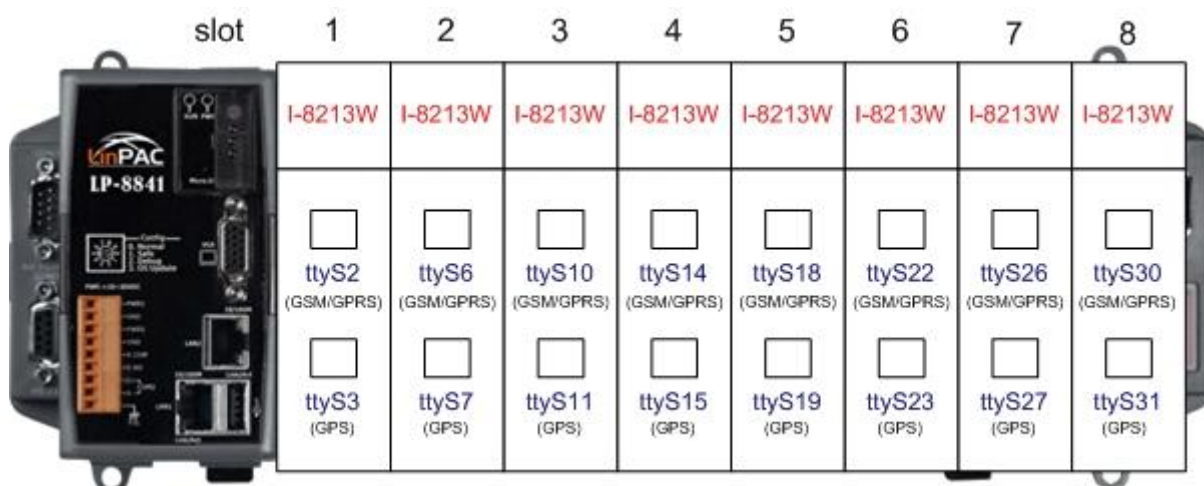 slot 1 2 3 4 5 6 7 8
I-8213W I-8213W I-8213W I-8213W I-8213W I-8213W I-8213W I-8213W
LinPAC
LP-8841
Config
ttyS2 ttyS6 ttyS10 ttyS14 ttyS18 ttyS22 ttyS26 ttyS30
(GSM/GPRS) (GSM/GPRS) (GSM/GPRS) (GSM/GPRS) (GSM/GPRS) (GSM/GPRS) (GSM/GPRS) (GSM/GPRS)
ttyS3 ttyS7 ttyS11 ttyS15 ttyS19 ttyS23 ttyS27 ttyS31
(GPS) (GPS) (GPS) (GPS) (GPS) (GPS) (GPS) (GPS)